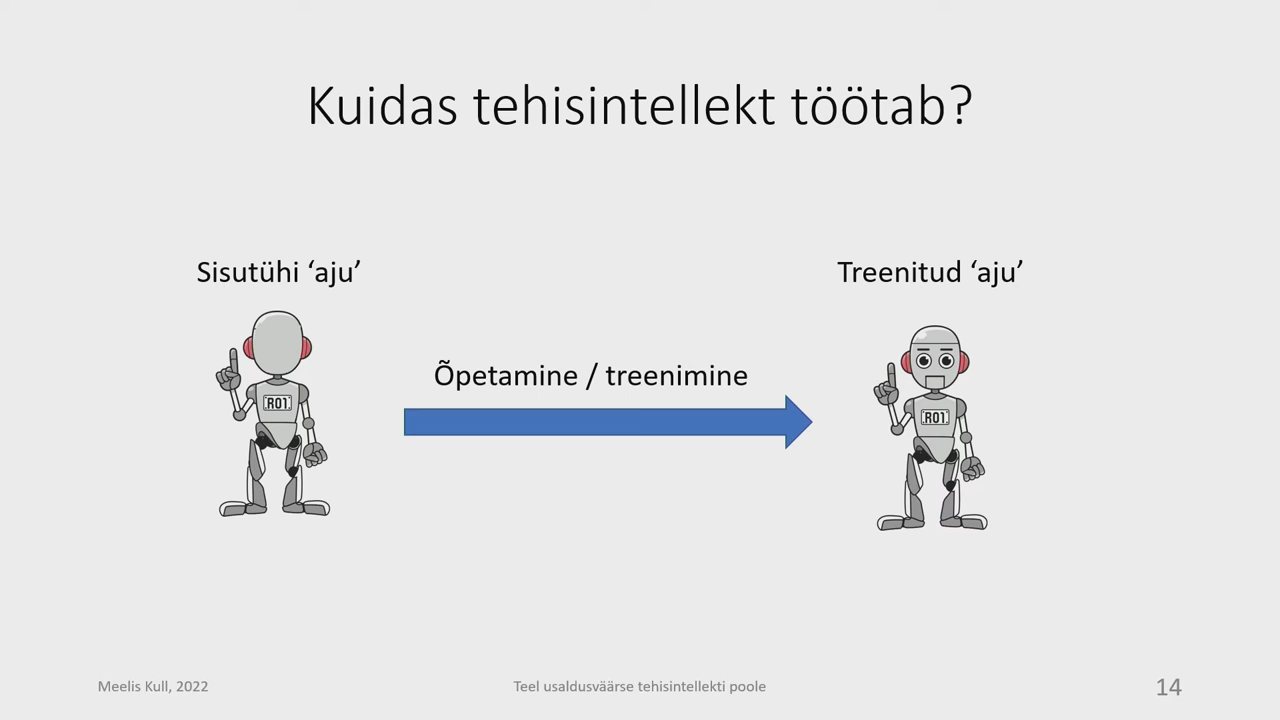 Kuidas tehisintellekt töötab?
Sisutühi ‘aju’
Treenitud ‘aju’
Õpetamine / treenimine
R01
R01
Meelis Kull, 2022
Teel usaldusväärse tehisintellekti poole
14